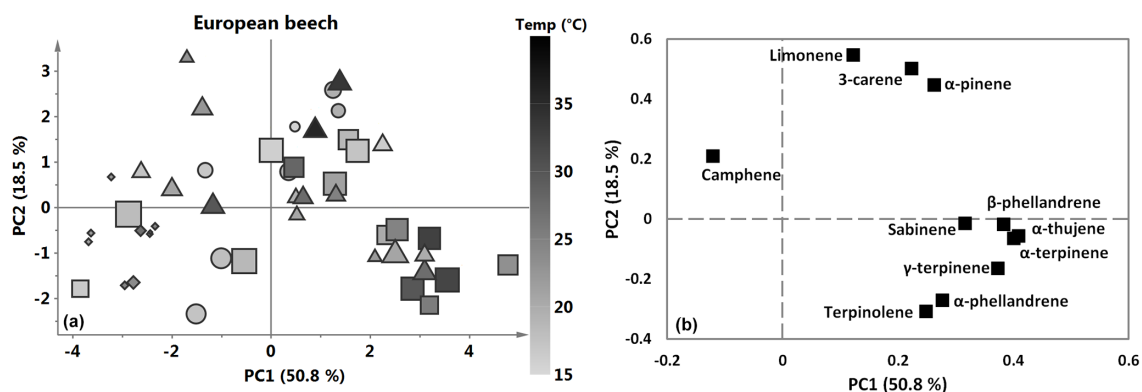 European beech
Temp (°C)
PC2 (18.5 %)
3
2
1
0
-1
-2
(a)
-4
-2
0
2
4
PC1 (50.8 %)
35
30
25
20
15
PC2 (18.5 %)
0.6
0.4
0.2
0
-0.2
-0.4
Limonene
3-carene
α-pinene
Camphene
β-phellandrene
Sabinene
α-thujene
α-terpinene
γ-terpinene
α-phellandrene
Terpinolene
(b)
-0.2
0
0.2
0.4
0.6
PC1 (50.8 %)